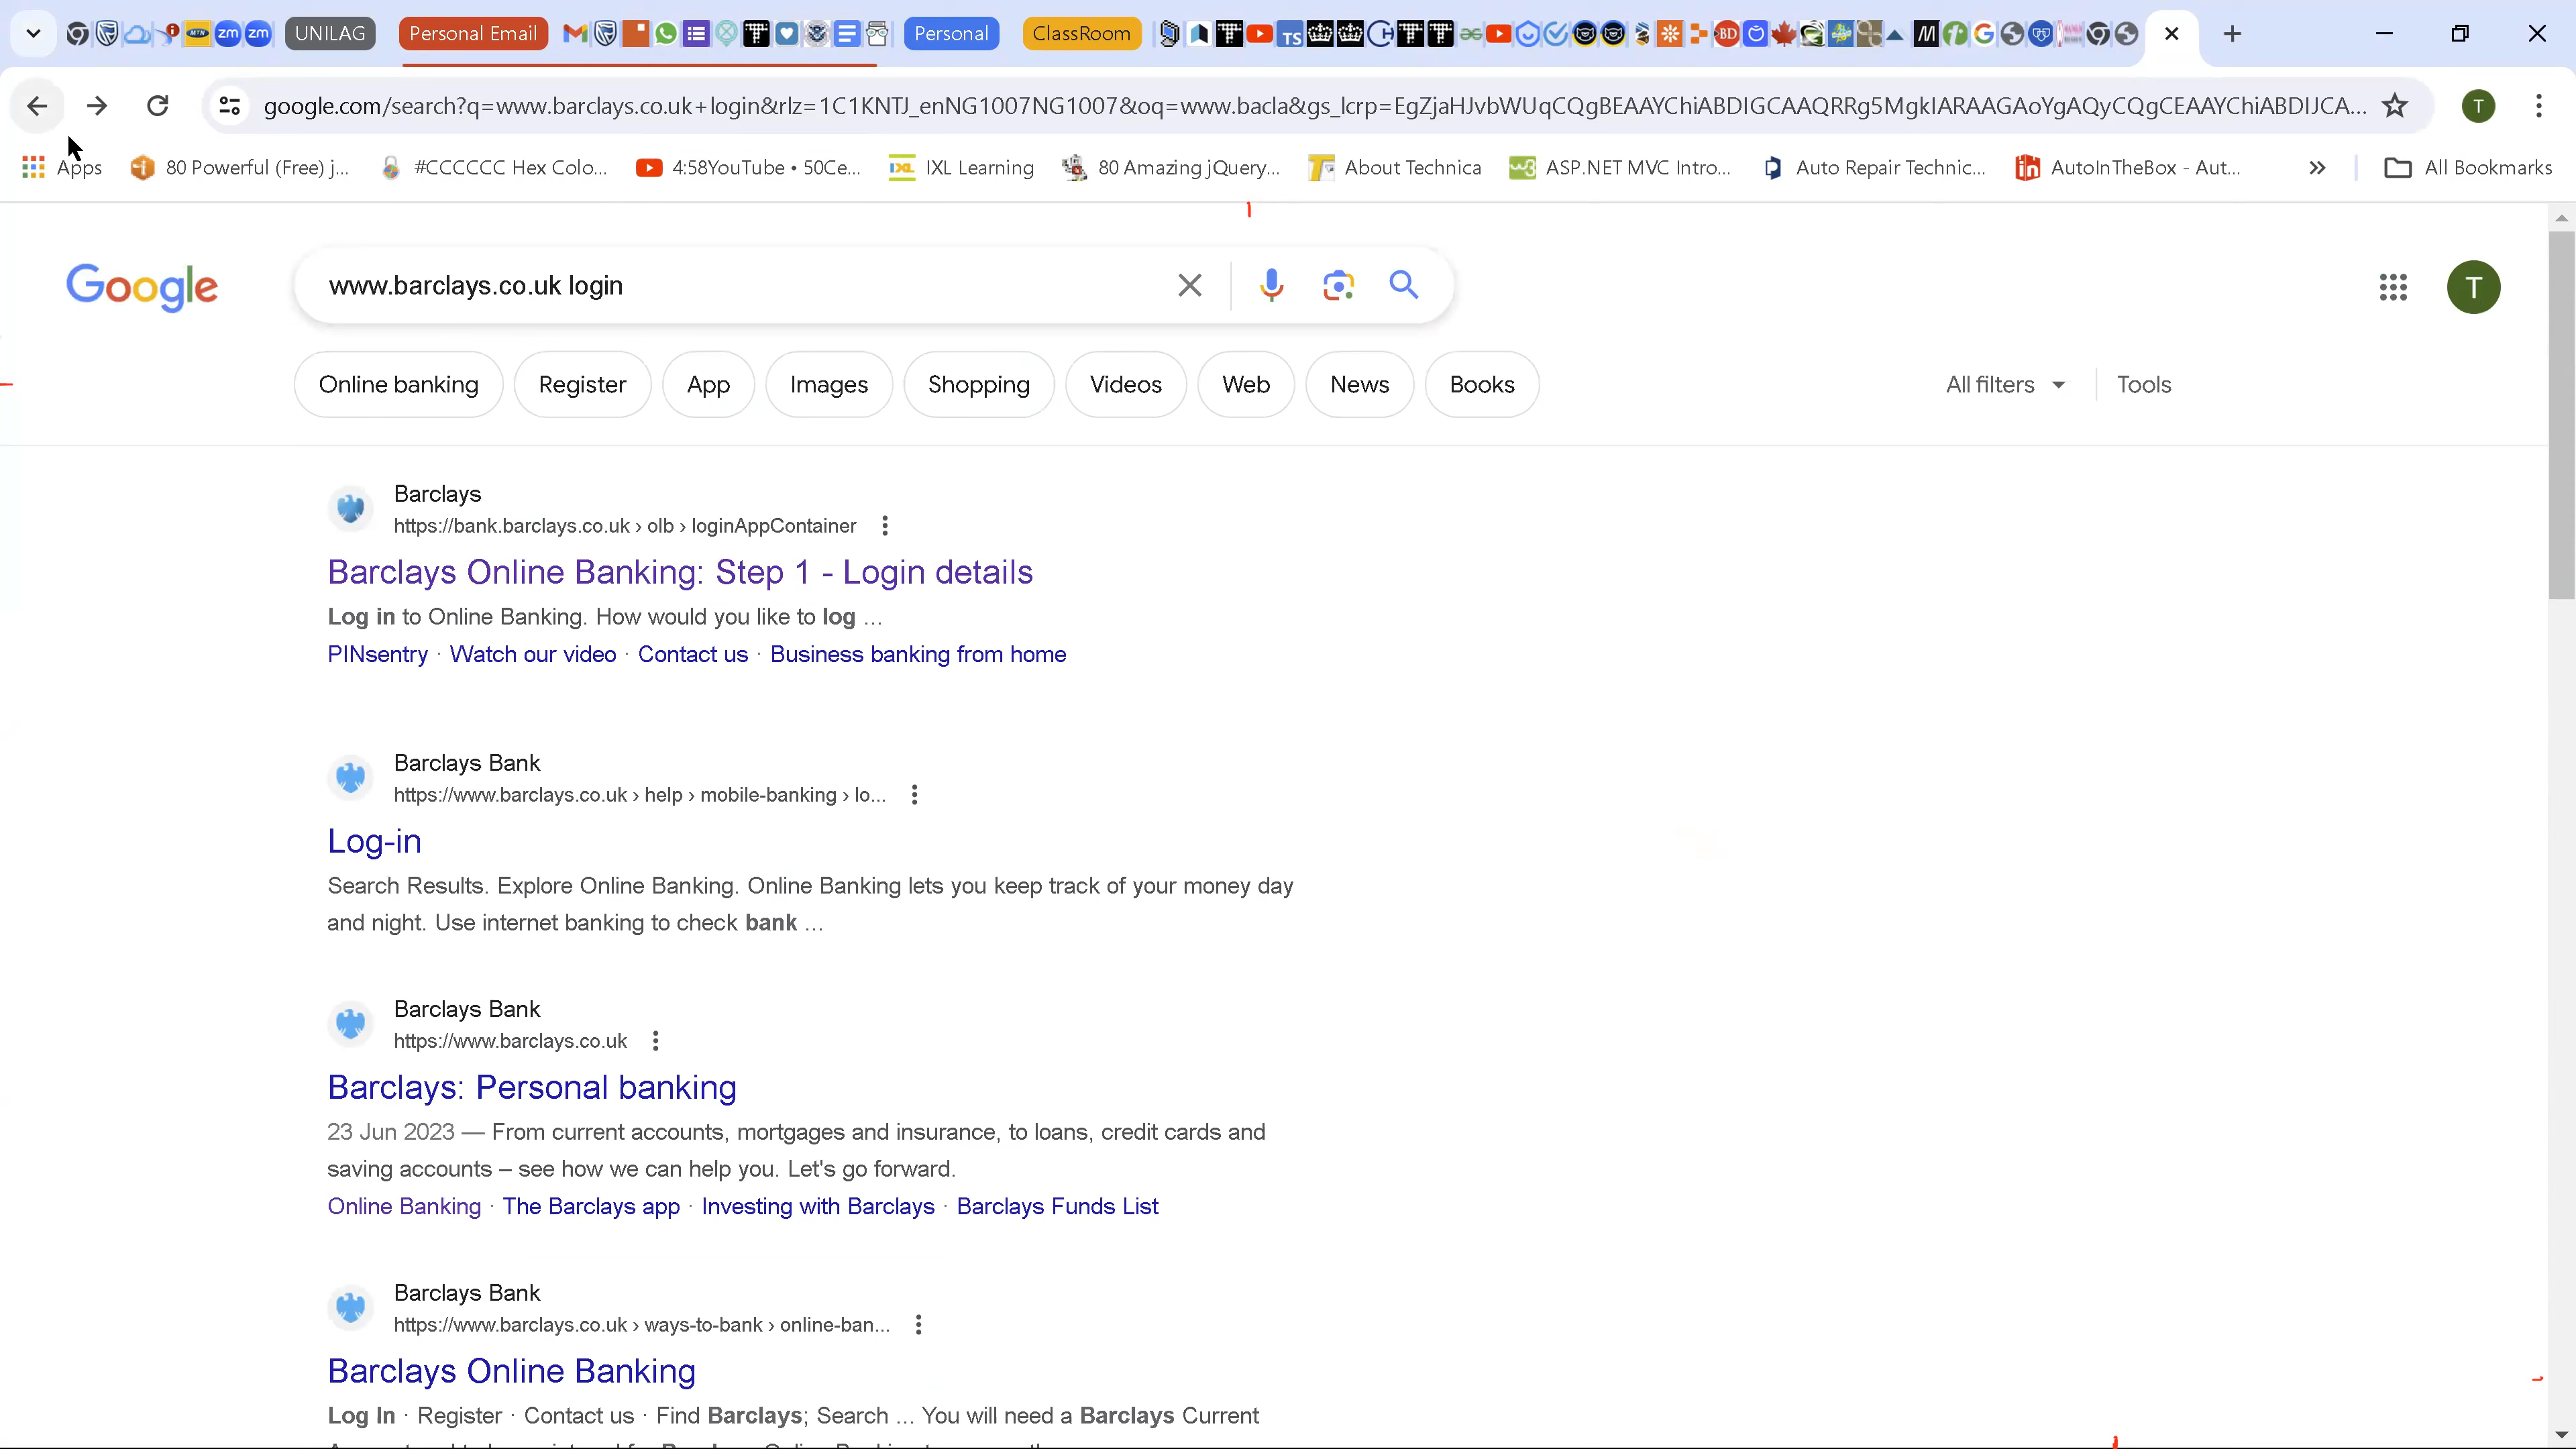 UNILAG Personal Email Personal ClassRoom
google.com/search?q=www.barclays.co.uk+login&rlz=1C1KNTJ_enNG1007NG1007&oq=www.bacla&gs_lcrp=EgZjaHJvbWUqCQgBEAAYChiABDIGCAAQRRg5MgkIARAAGAoYgAQyCQgCEAAYChiABDIJCA... T
Apps 80 Powerful (Free) j... #CCCCCC Hex Colo... 4:58YouTube • 50Ce... IXL Learning 80 Amazing jQuery... About Technica ASP.NET MVC Intro... Auto Repair Technic... AutoInTheBox - Aut... » All Bookmarks
Google www.barclays.co.uk login T
Online banking Register App Images Shopping Videos Web News Books All filters Tools
Barclays
https://bank.barclays.co.uk › olb › loginAppContainer
Barclays Online Banking: Step 1 - Login details
Log in to Online Banking. How would you like to log ...
PINsentry · Watch our video · Contact us · Business banking from home
Barclays Bank
https://www.barclays.co.uk › help › mobile-banking › lo...
Log-in
Search Results. Explore Online Banking. Online Banking lets you keep track of your money day
and night. Use internet banking to check bank ...
Barclays Bank
https://www.barclays.co.uk
Barclays: Personal banking
23 Jun 2023 — From current accounts, mortgages and insurance, to loans, credit cards and
saving accounts – see how we can help you. Let's go forward.
Online Banking · The Barclays app · Investing with Barclays · Barclays Funds List
Barclays Bank
https://www.barclays.co.uk › ways-to-bank › online-ban...
Barclays Online Banking
Log In · Register · Contact us · Find Barclays; Search ... You will need a Barclays Current